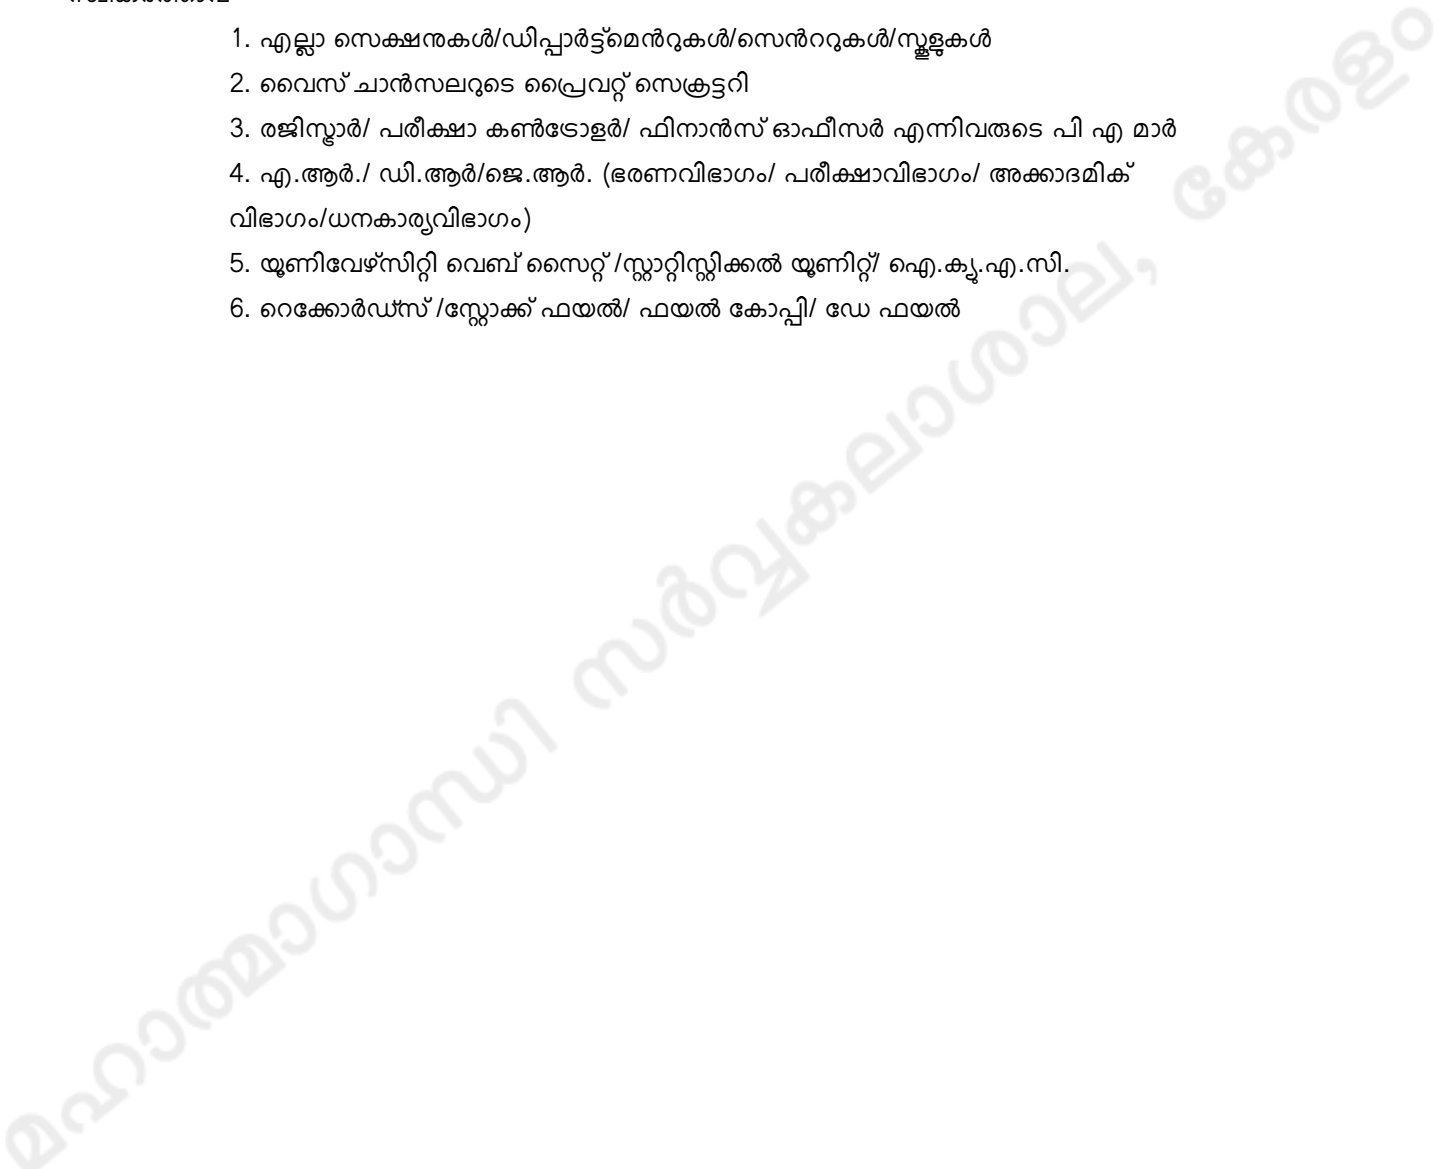 1. എല്ലാ സെക്ഷനുകൾ/ഡിപ്പാർട്ട്മെൻറുകൾ/സെൻററുകൾ/സ്കൂളുകൾ
2. വൈസ് ചാൻസലറുടെ പ്രൈവറ്റ് സെക്രട്ടറി
3. രജിസ്ട്രാർ/ പരീക്ഷാ കൺട്രോളർ/ ഫിനാൻസ് ഓഫീസർ എന്നിവരുടെ പി എ മാർ
4. എ.ആർ./ ഡി.ആർ/ജെ.ആർ. (ഭരണവിഭാഗം/ പരീക്ഷാവിഭാഗം/ അക്കാദമിക്
വിഭാഗം/ധനകാര്യവിഭാഗം)
5. യൂണിവേഴ്സിറ്റി വെബ് സൈറ്റ് /സ്റ്റാറ്റിസ്റ്റിക്കൽ യൂണിറ്റ്/ ഐ.ക്യു.എ.സി.
6. റെക്കോർഡ്സ് /സ്റ്റോക്ക് ഫയൽ/ ഫയൽ കോപ്പി/ ഡേ ഫയൽ
മഹാത്മാഗാന്ധി സർവ്വകലാശാല, കേരളം